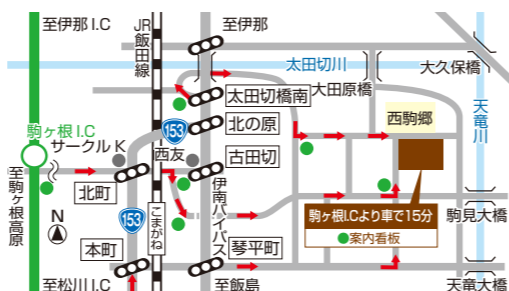 至伊那 I.C
JR飯田線
至伊那
太田切川
大田原橋
大久保橋
太田切橋南
153
北の原
西駒郷
天竜川
駒ヶ根 I.C
サークルK
西友
古田切
北町
至駒ヶ根高原
N
伊南バイパス
153
こまがね
駒ヶ根I.Cより車で15分
案内看板
駒見大橋
本町
琴平町
至松川 I.C
至飯島
天竜大橋